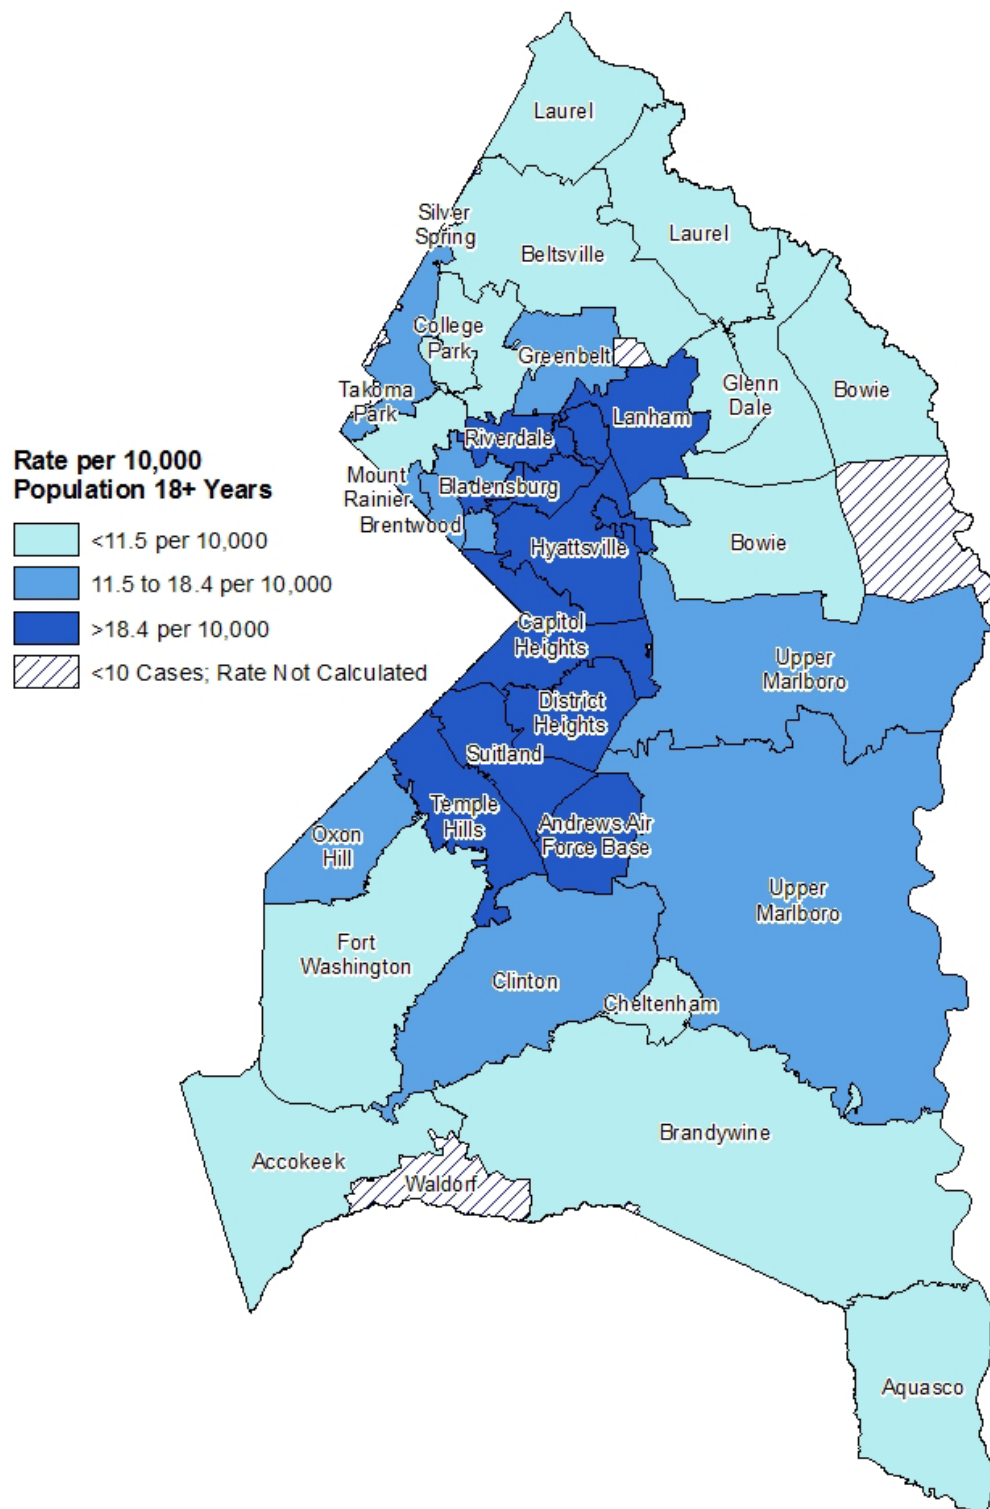 Laurel
Silver
Spring
Laurel
Beltsville
College
Park
Greenbelt
Takoma
Park
Glenn
Dale
Bowie
Lanham
Riverdale
Rate per 10,000
Population 18+ Years
<11.5 per 10,000
11.5 to 18.4 per 10,000
>18.4 per 10,000
<10 Cases; Rate Not Calculated
Mount
Rainier
Bladensburg
Brentwood
Hyattsville
Bowie
Capitol
Heights
Upper
Marlboro
District
Heights
Suitland
Temple
Hills
Andrews Air
Force Base
Oxon
Hill
Upper
Marlboro
Fort
Washington
Clinton
Cheltenham
Brandywine
Accokeek
Waldorf
Aquasco